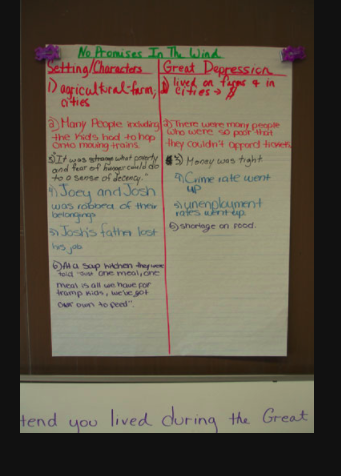 No Promises In The Wind
Setting/Characters
1) agricultural-farm,
cities
2) Many People including
the kids had to hop
onto moving trains.
3) "It was strange what poverty
and fear of hunger could do
to a sense of decency."
4) Joey and Josh
was robbed of their
belongings
5) Josh's father lost
his job
6) At a soup kitchen they were
told "Just one meal, one
meal is all we have for
tramp kids, we've got
our own to feed".
Great Depression
1) lived on farms & in
cities →
2) There were many people
who were so poor that
they couldn't afford tickets.
3) Money was tight
4) Crime rate went
up
5) unemployment
rates went up.
6) shortage on food.
tend you lived during the Great